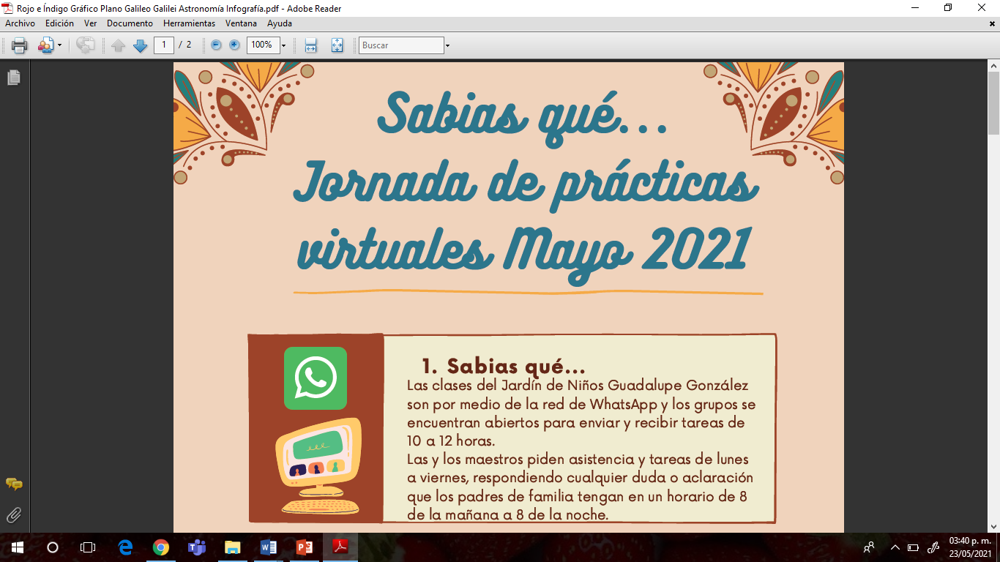 Rojo e Índigo Gráfico Plano Galileo Galilei Astronomía Infografía.pdf - Adobe Reader
Archivo Edición Ver Documento Herramientas Ventana Ayuda
1 / 2 100% Buscar
Sabias qué...
Jornada de prácticas
virtuales Mayo 2021
1. Sabias qué...
Las clases del Jardín de Niños Guadalupe González
son por medio de la red de WhatsApp y los grupos se
encuentran abiertos para enviar y recibir tareas de
10 a 12 horas.
Las y los maestros piden asistencia y tareas de lunes
a viernes, respondiendo cualquier duda o aclaración
que los padres de familia tengan en un horario de 8
de la mañana a 8 de la noche.
03:40 p. m.
23/05/2021